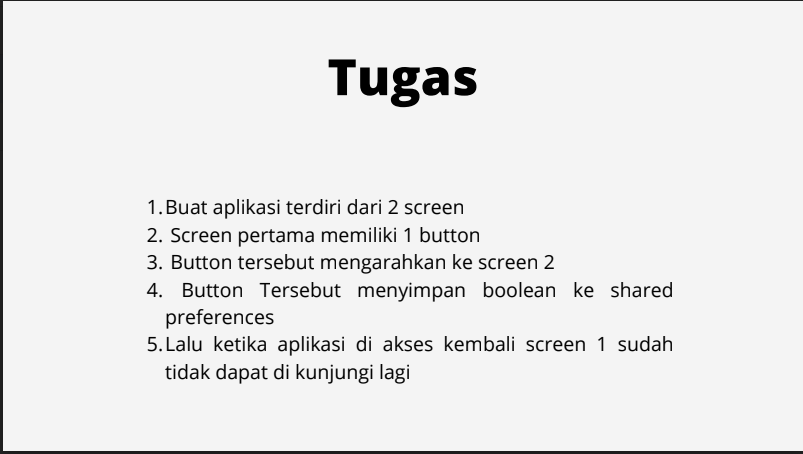 Tugas
1. Buat aplikasi terdiri dari 2 screen
2. Screen pertama memiliki 1 button
3. Button tersebut mengarahkan ke screen 2
4. Button Tersebut menyimpan boolean ke shared
preferences
5. Lalu ketika aplikasi di akses kembali screen 1 sudah
tidak dapat di kunjungi lagi